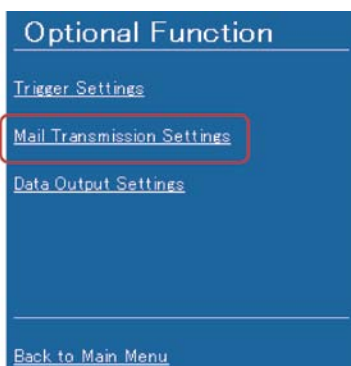 Optional Function
Trigger Settings
Mail Transmission Settings
Data Output Settings
Back to Main Menu